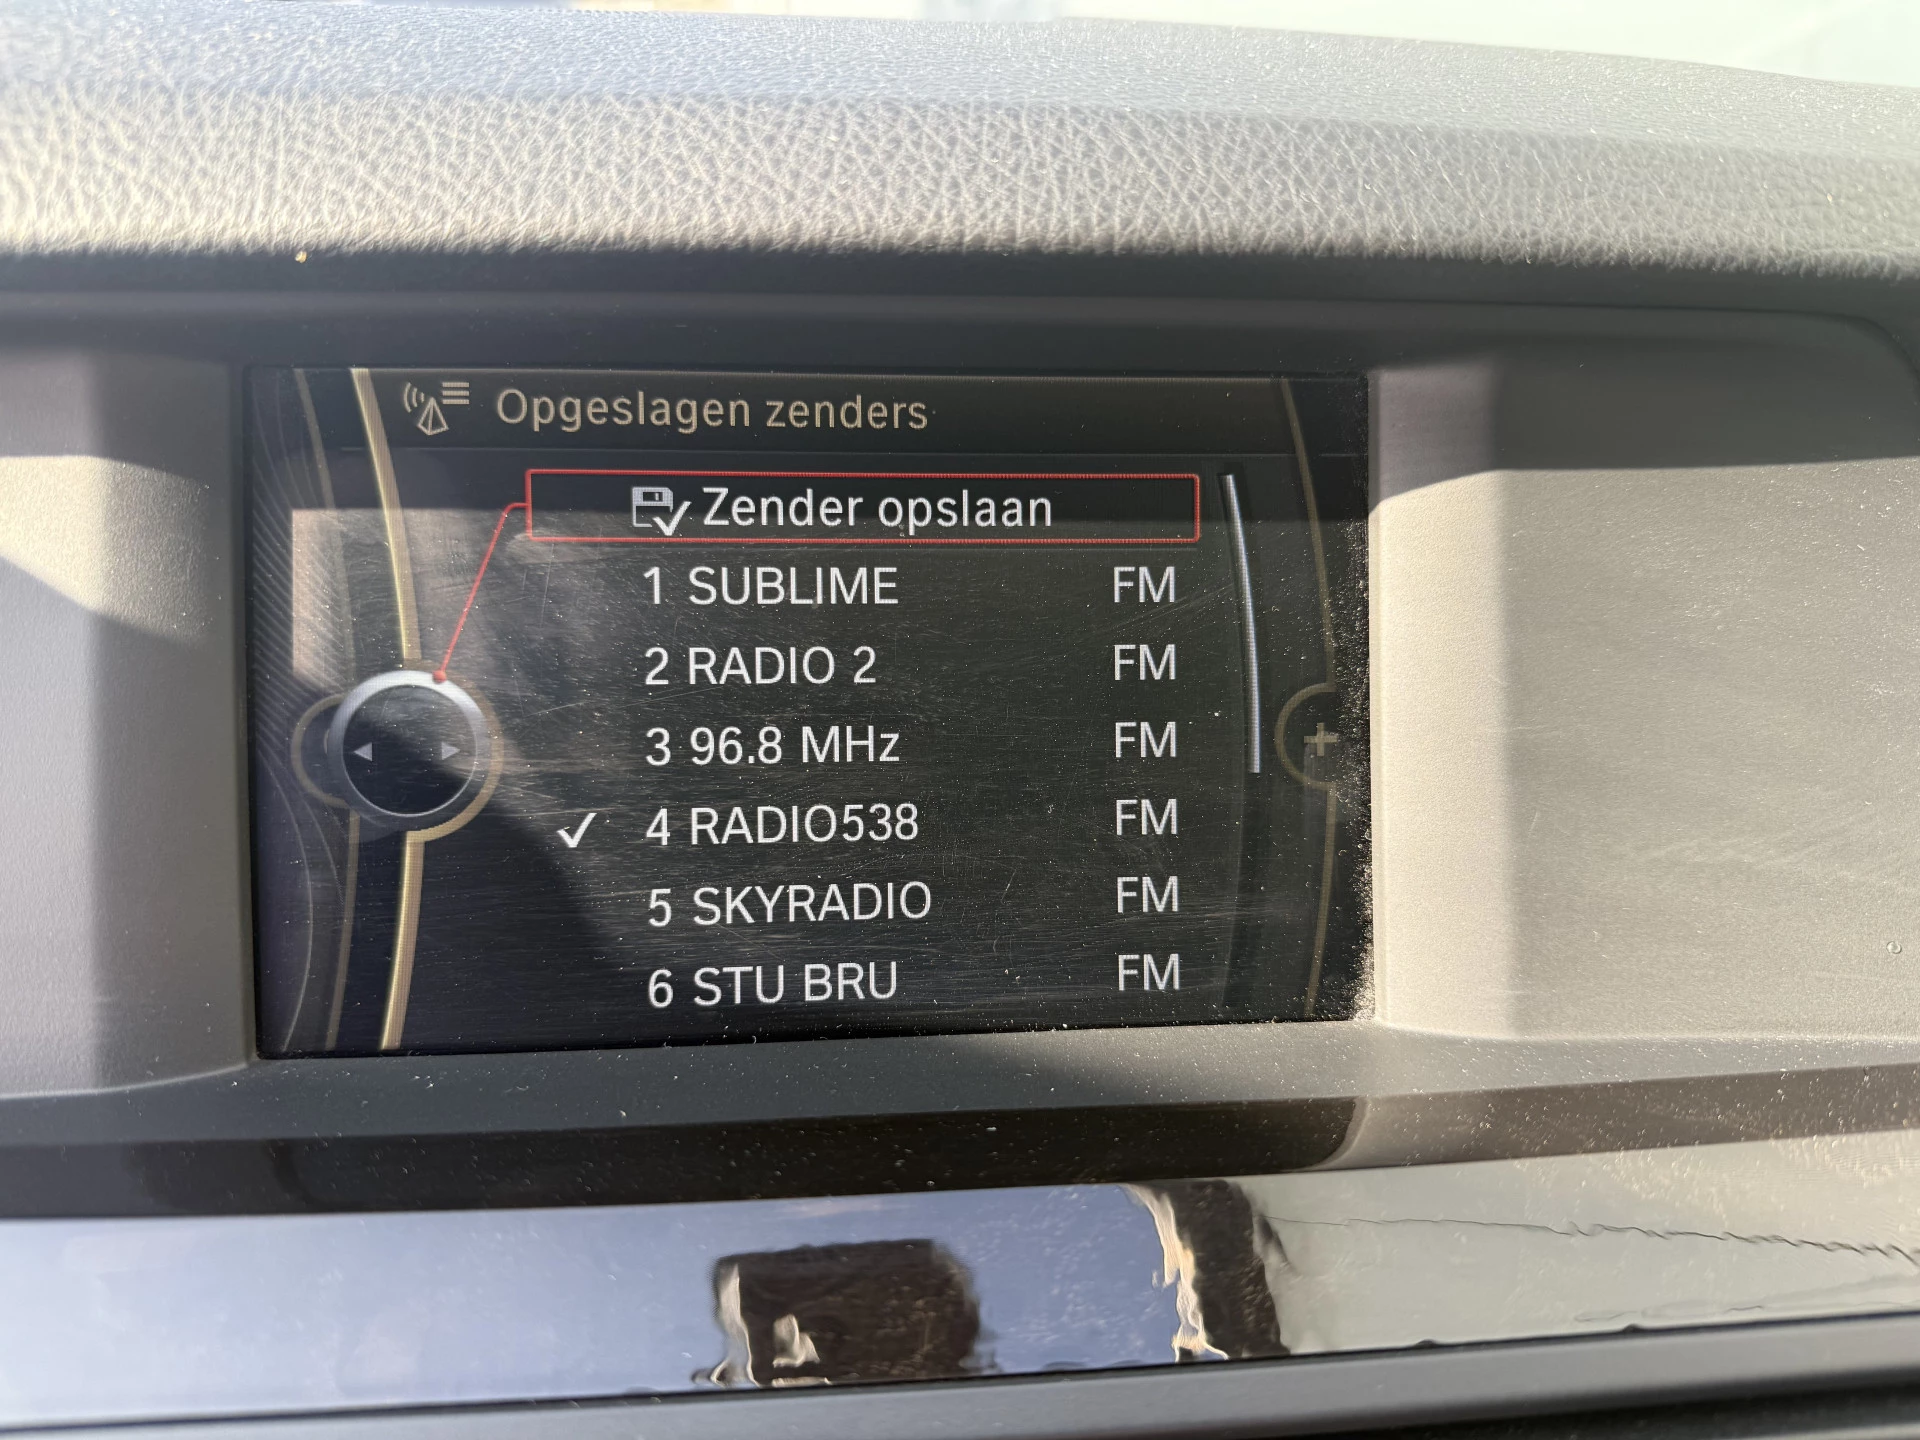 Opgeslagen zenders
Zender opslaan
1 SUBLIME FM
2 RADIO 2 FM
3 96.8 MHz FM
4 RADIO538 FM
5 SKYRADIO FM
6 STU BRU FM